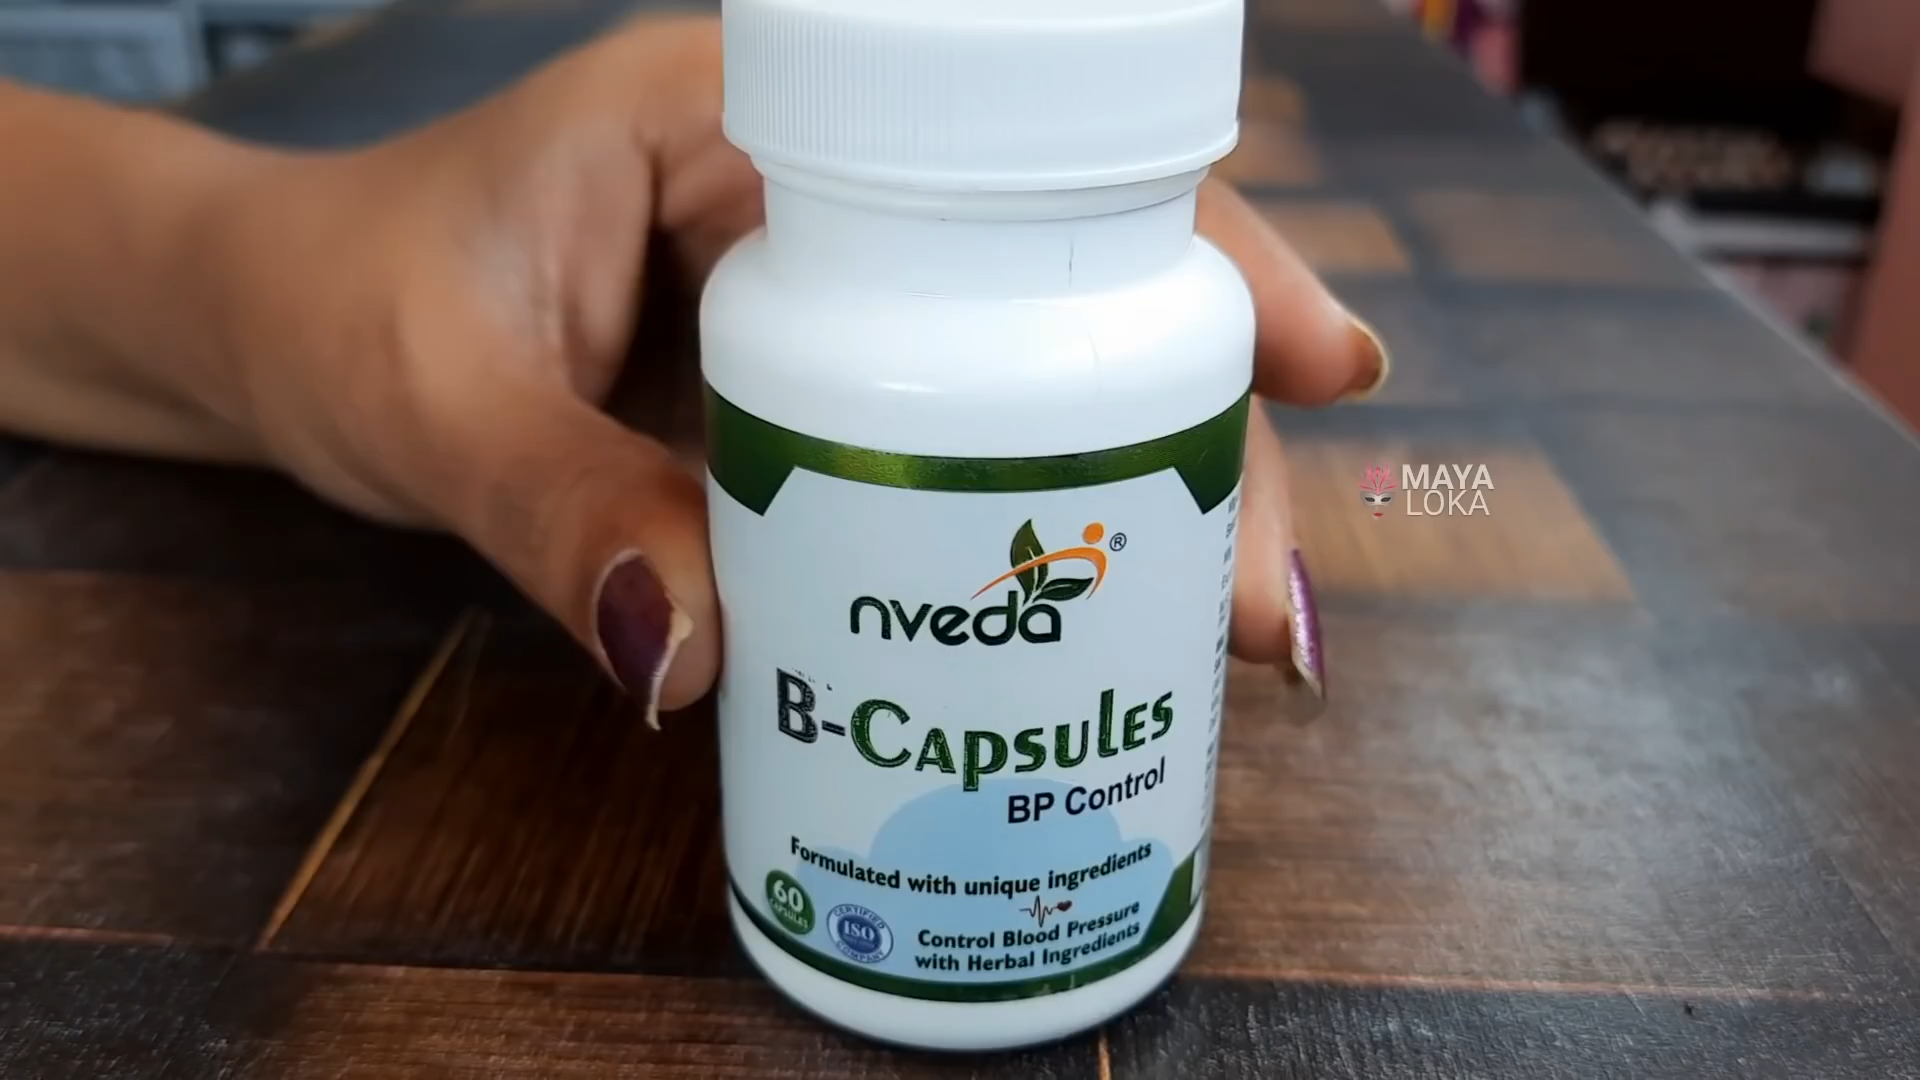 nveda®
B-Capsules
BP Control
Formulated with unique ingredients
60
CAPSULES
CERTIFIED
ISO
COMPANY
Control Blood Pressure
with Herbal Ingredients
MAYA
LOKA